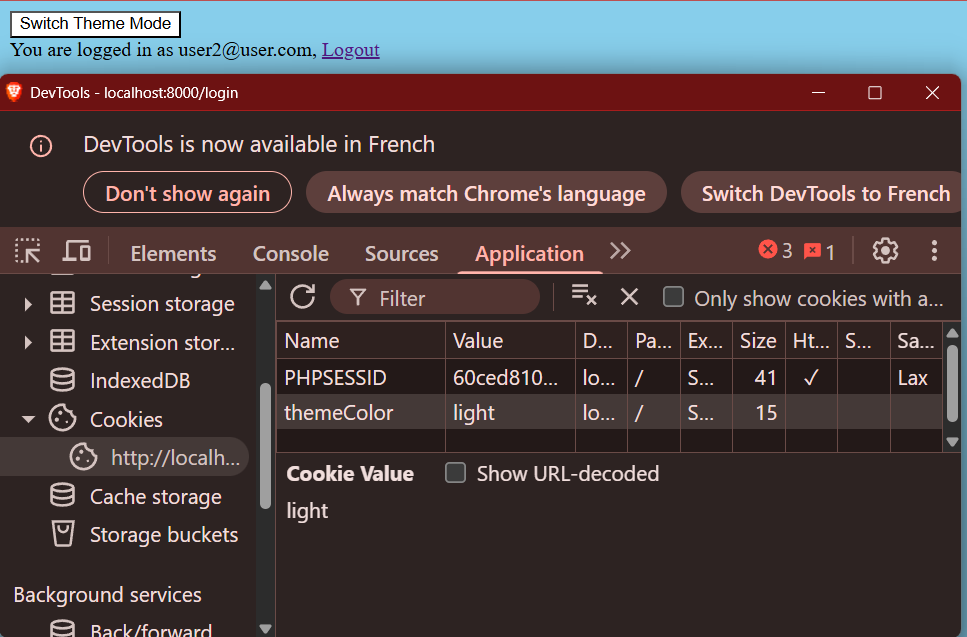 Switch Theme Mode
You are logged in as user2@user.com, Logout
DevTools - localhost:8000/login
DevTools is now available in French
Don't show again Always match Chrome's language Switch DevTools to French
Elements Console Sources Application 3 1
Session storage
Extension stor...
IndexedDB
Cookies
http://localh...
Cache storage
Storage buckets
Background services
Back/forward
Filter Only show cookies with a...
Name Value D... Pa... Ex... Size Ht... S... Sa...
PHPSESSID 60ced810... lo... / S... 41 ✓ Lax
themeColor light lo... / S... 15
Cookie Value Show URL-decoded
light